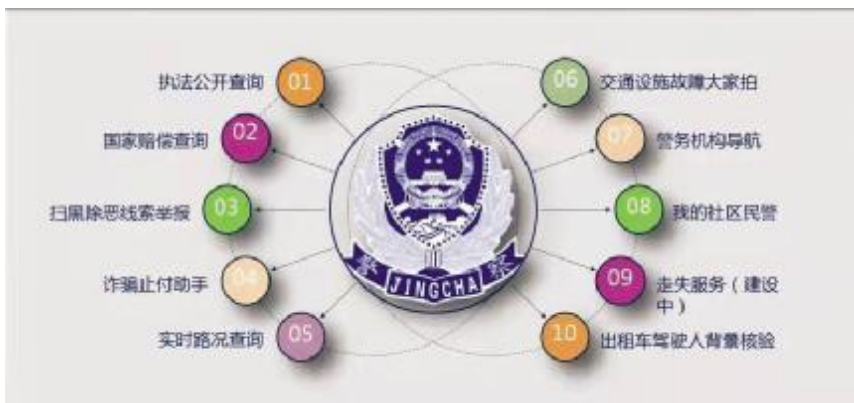 01
执法公开查询
02
国家赔偿查询
03
扫黑除恶线索举报
04
诈骗止付助手
05
实时路况查询
06
交通设施故障大家拍
07
警务机构导航
08
我的社区民警
09
走失服务（建设
中）
10
出租车驾驶人背景核验
警 JINGCHA 察